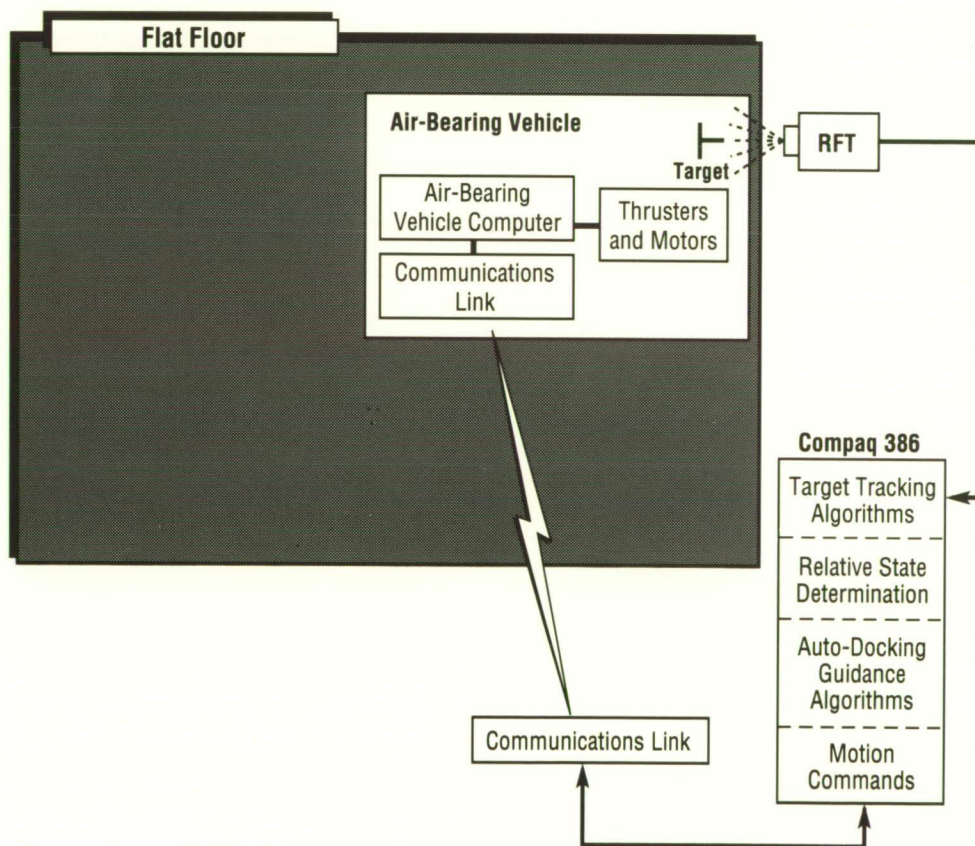 Flat Floor
Air-Bearing Vehicle
RFT
Target
Air-Bearing
Vehicle Computer
Thrusters
and Motors
Communications
Link
Compaq 386
Target Tracking
Algorithms
Relative State
Determination
Auto-Docking
Guidance
Algorithms
Communications Link
Motion
Commands